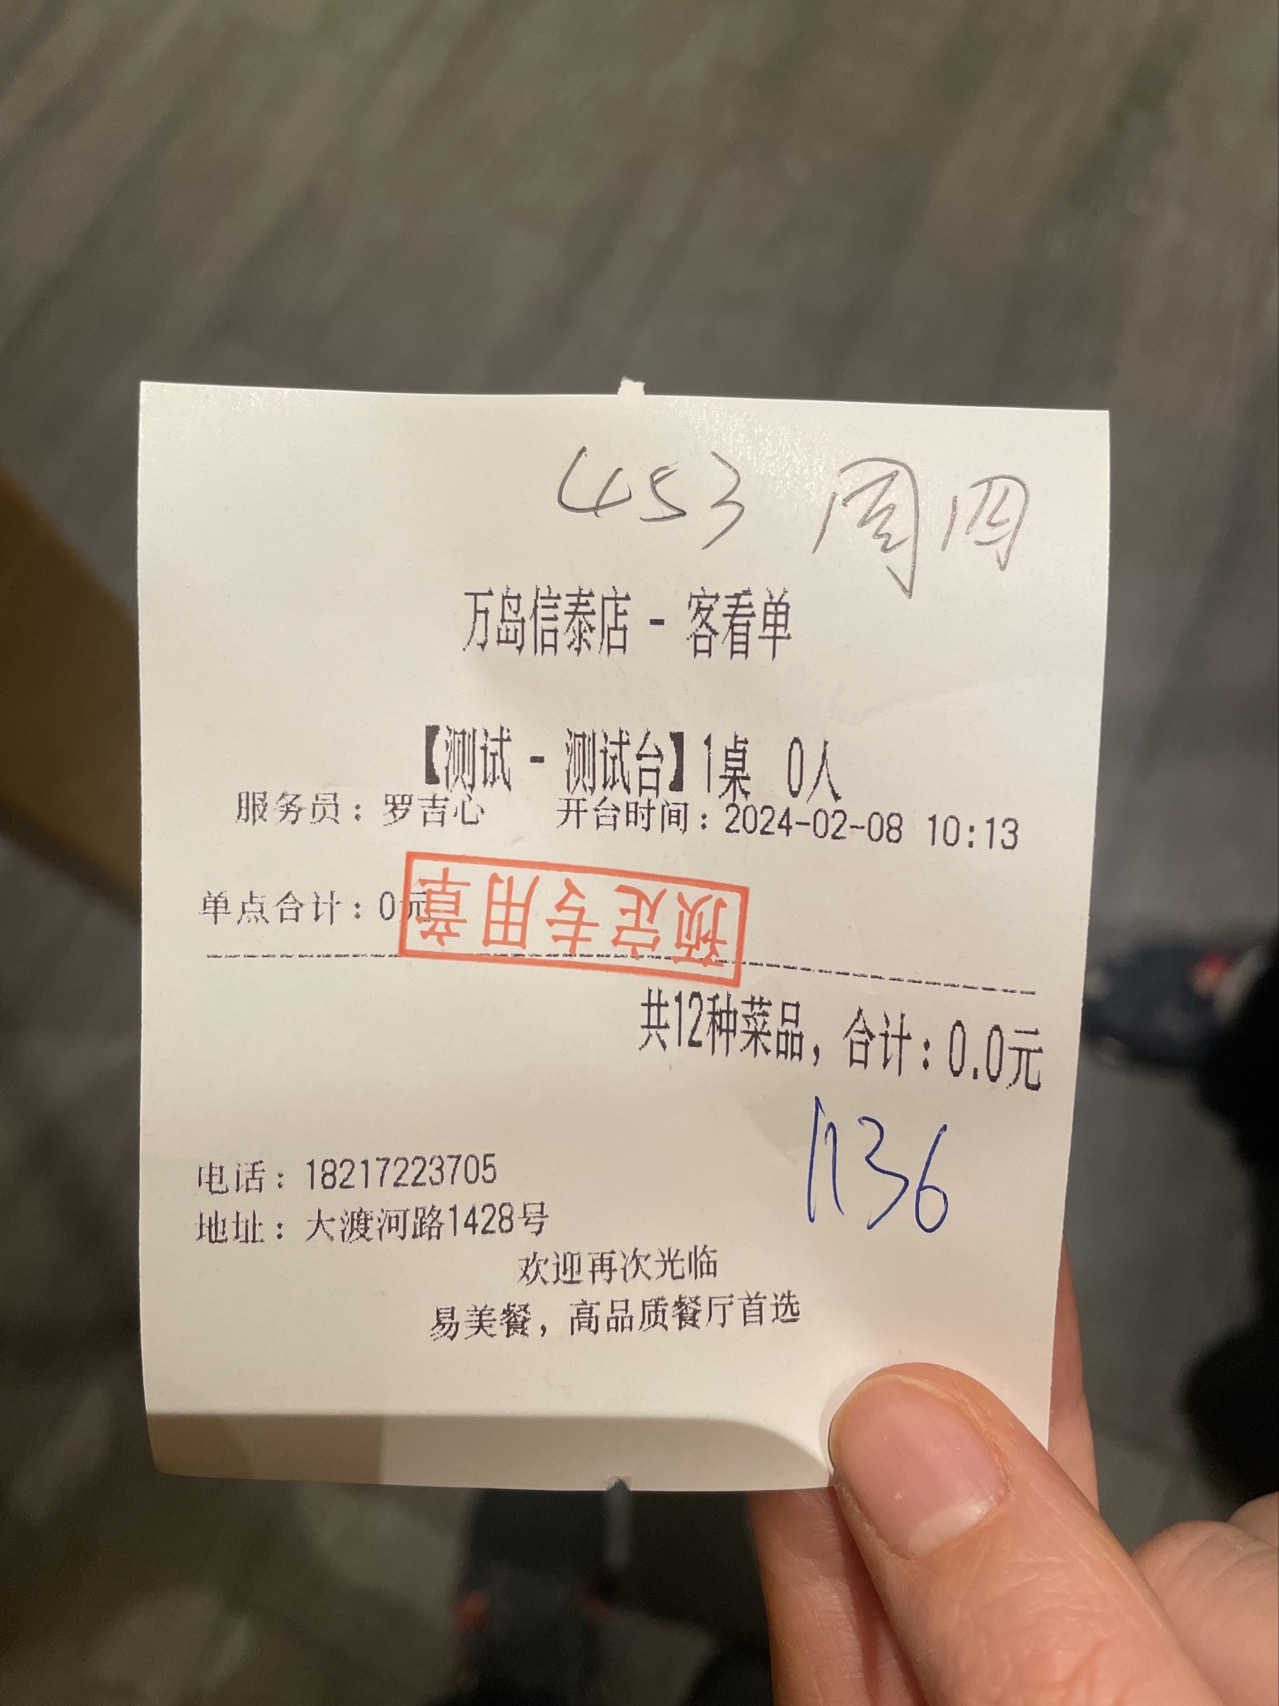 453 周四
万岛信泰店 - 客看单
【测试 - 测试台】1桌 0人
服务员：罗吉心 开台时间：2024-02-08 10:13
单点合计：0元
预定专用章
共12种菜品，合计：0.0元
1136
电话：18217223705
地址：大渡河路1428号
欢迎再次光临
易美餐，高品质餐厅首选